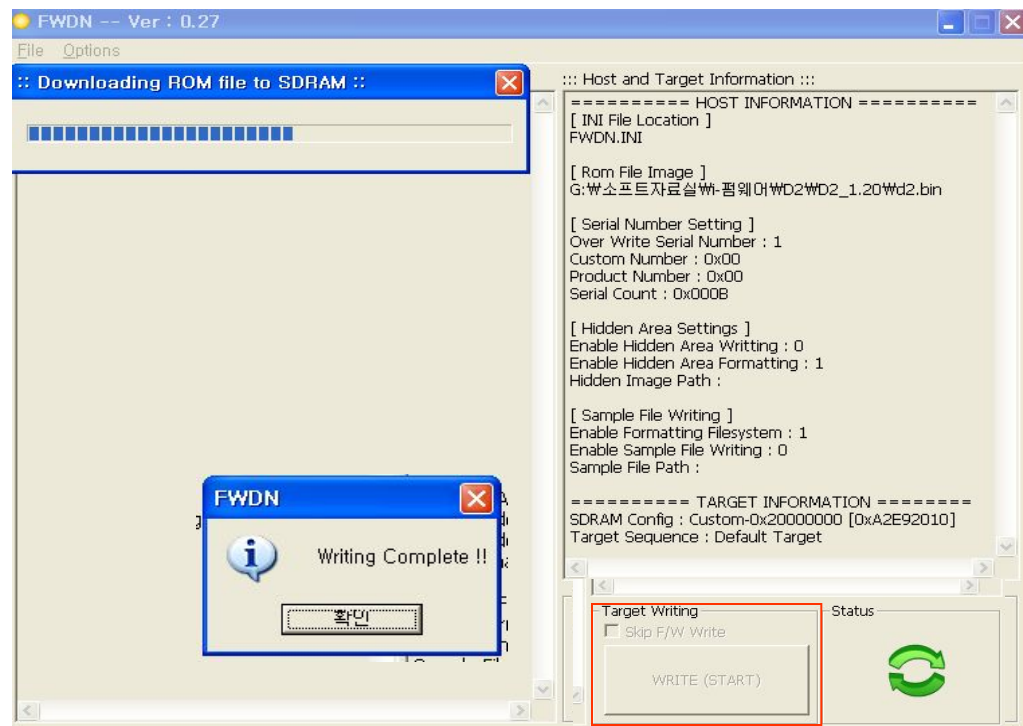 FWDN -- Ver : 0.27
File Options
:: Downloading ROM file to SDRAM ::
::: Host and Target Information :::
========== HOST INFORMATION ==========
[ INI File Location ]
FWDN.INI
[ Rom File Image ]
G:₩소프트자료실₩i-펌웨어₩D2₩D2_1.20₩d2.bin
[ Serial Number Setting ]
Over Write Serial Number : 1
Custom Number : 0x00
Product Number : 0x00
Serial Count : 0x000B
[ Hidden Area Settings ]
Enable Hidden Area Writting : 0
Enable Hidden Area Formatting : 1
Hidden Image Path :
[ Sample File Writing ]
Enable Formatting Filesystem : 1
Enable Sample File Writing : 0
Sample File Path :
========== TARGET INFORMATION ========
SDRAM Config : Custom-0x20000000 [0xA2E92010]
Target Sequence : Default Target
FWDN
Writing Complete !!
확인
Target Writing
Skip F/W Write
WRITE (START)
Status